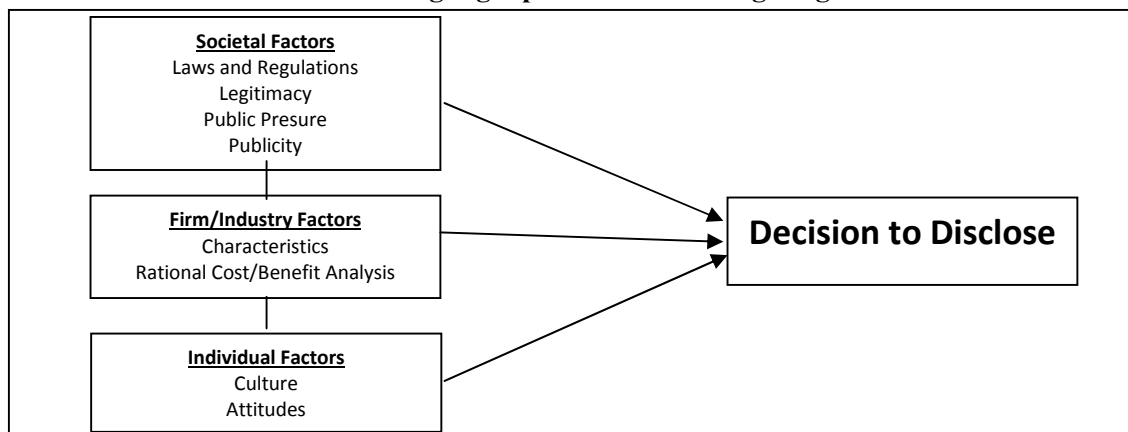 Societal Factors
Laws and Regulations
Legitimacy
Public Presure
Publicity
Firm/Industry Factors
Characteristics
Rational Cost/Benefit Analysis
Individual Factors
Culture
Attitudes
Decision to Disclose